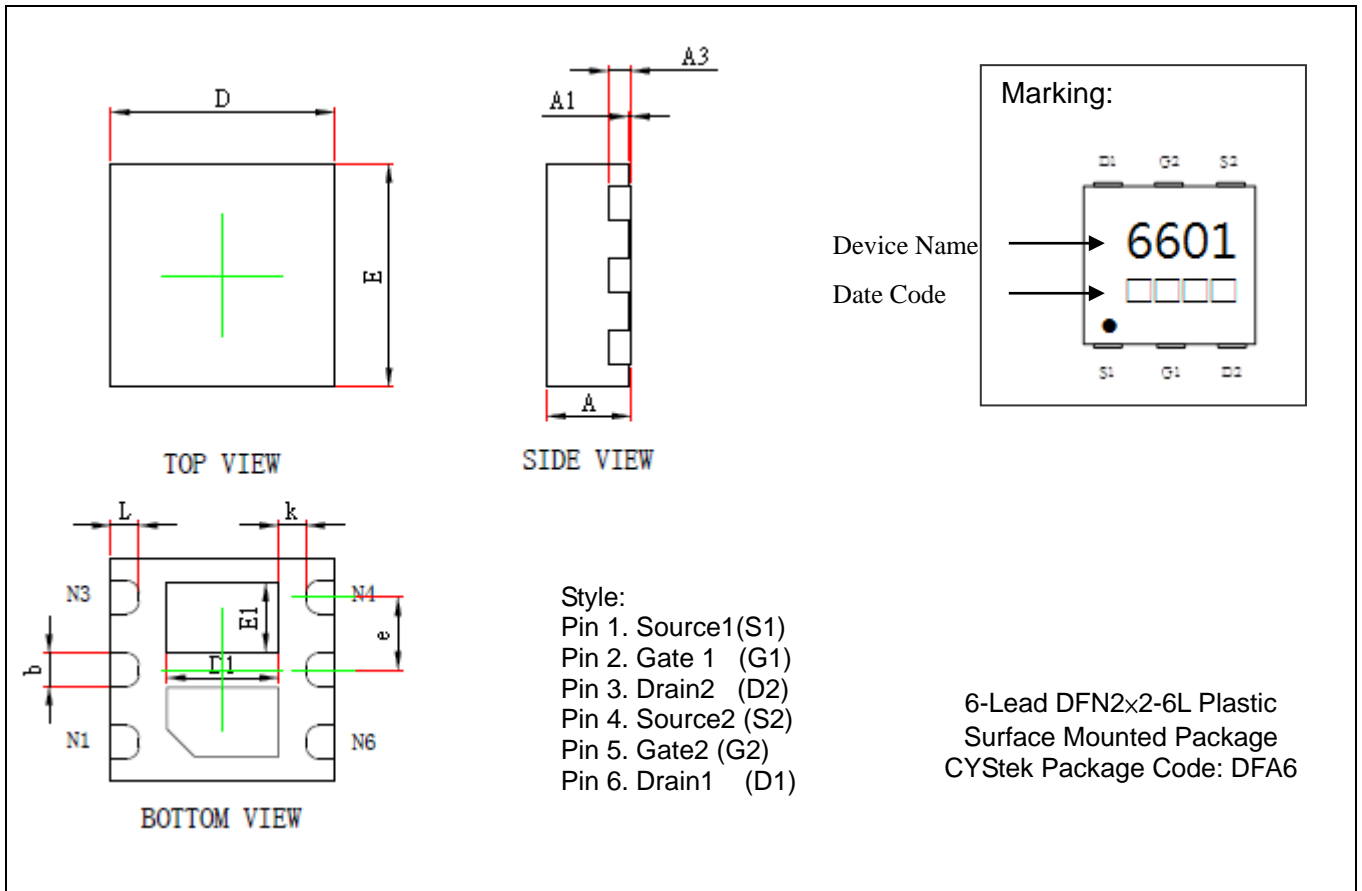 D
E
TOP VIEW
A3
A1
A
SIDE VIEW
Marking:
D1 G2 S2
Device Name
6601
Date Code
S1 G1 D2
L
k
N3
N4
E1
e
b
D1
N1
N6
BOTTOM VIEW
Style:
Pin 1. Source1(S1)
Pin 2. Gate 1 (G1)
Pin 3. Drain2 (D2)
Pin 4. Source2 (S2)
Pin 5. Gate2 (G2)
Pin 6. Drain1 (D1)
6-Lead DFN2×2-6L Plastic
Surface Mounted Package
CYStek Package Code: DFA6